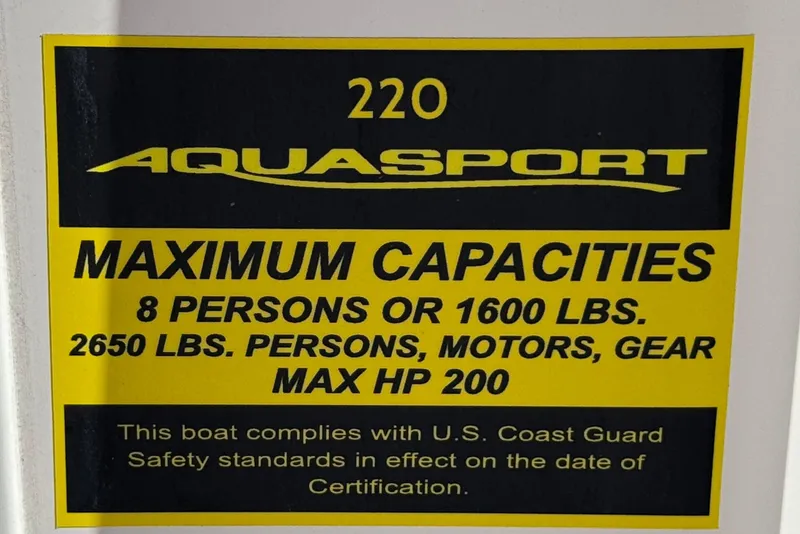 220
AQUASPORT
MAXIMUM CAPACITIES
8 PERSONS OR 1600 LBS.
2650 LBS. PERSONS, MOTORS, GEAR
MAX HP 200
This boat complies with U.S. Coast Guard
Safety standards in effect on the date of
Certification.